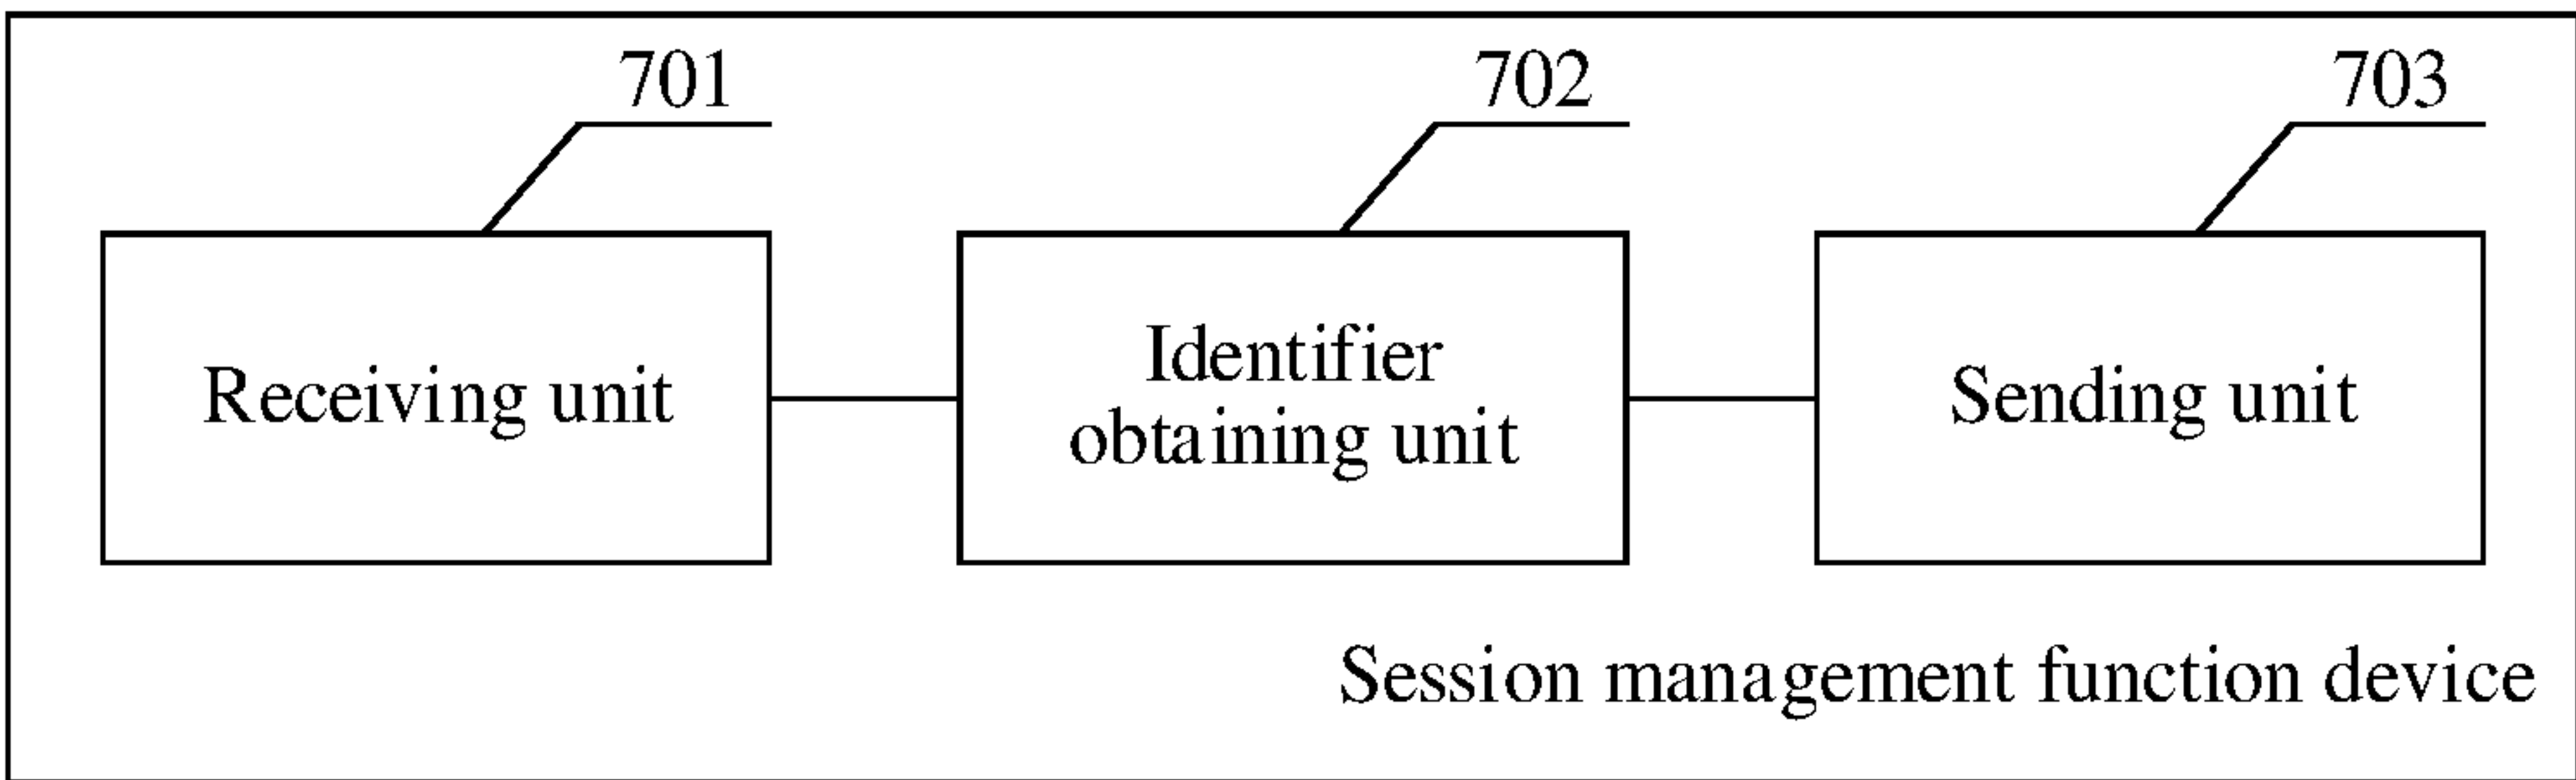 701
702
703
Receiving unit
Identifier
obtaining unit
Sending unit
Session management function device